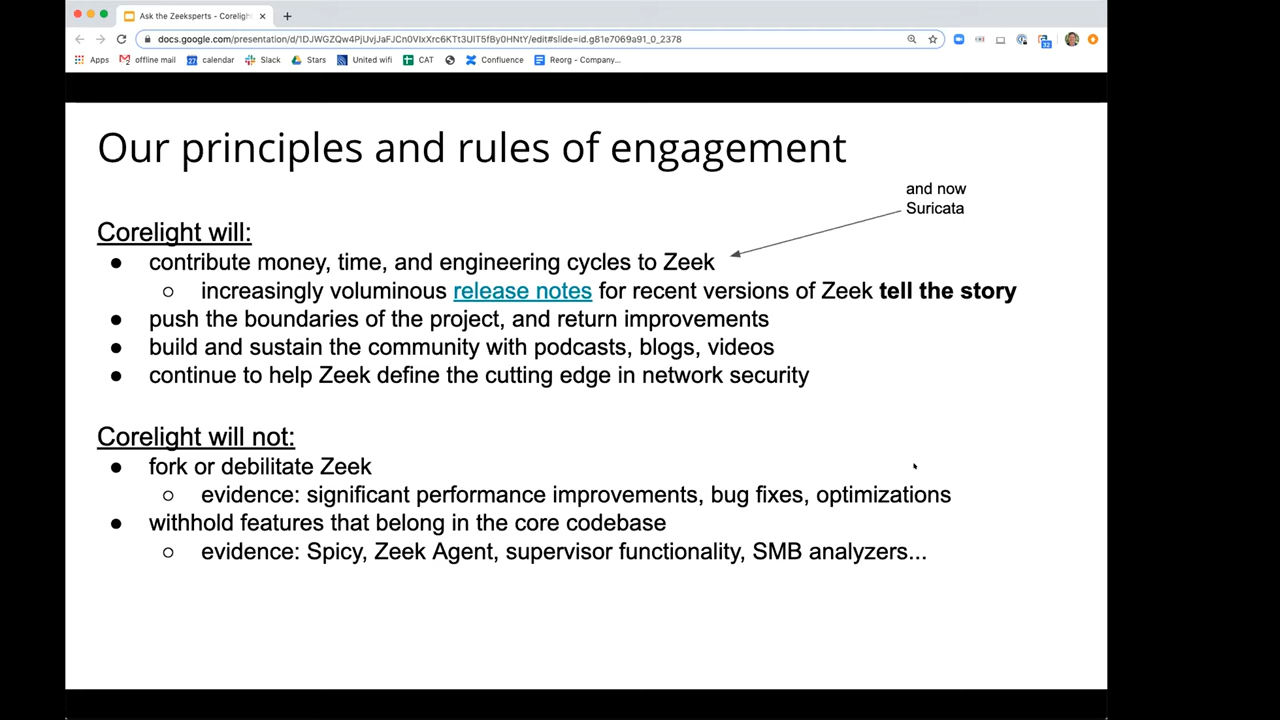 Ask the Zeeksperts - Corelight
docs.google.com/presentation/d/1DJWGZQw4PjUvjJaFJCn0VIxXrc6KTt3UIT5fBy0HNtY/edit#slide=id.g81e7069a91_0_2378
Apps offline mail calendar Slack Stars United wifi CAT Confluence Reorg - Company...
Our principles and rules of engagement
and now
Suricata
Corelight will:
● contribute money, time, and engineering cycles to Zeek
○ increasingly voluminous release notes for recent versions of Zeek tell the story
● push the boundaries of the project, and return improvements
● build and sustain the community with podcasts, blogs, videos
● continue to help Zeek define the cutting edge in network security
Corelight will not:
● fork or debilitate Zeek
○ evidence: significant performance improvements, bug fixes, optimizations
● withhold features that belong in the core codebase
○ evidence: Spicy, Zeek Agent, supervisor functionality, SMB analyzers...